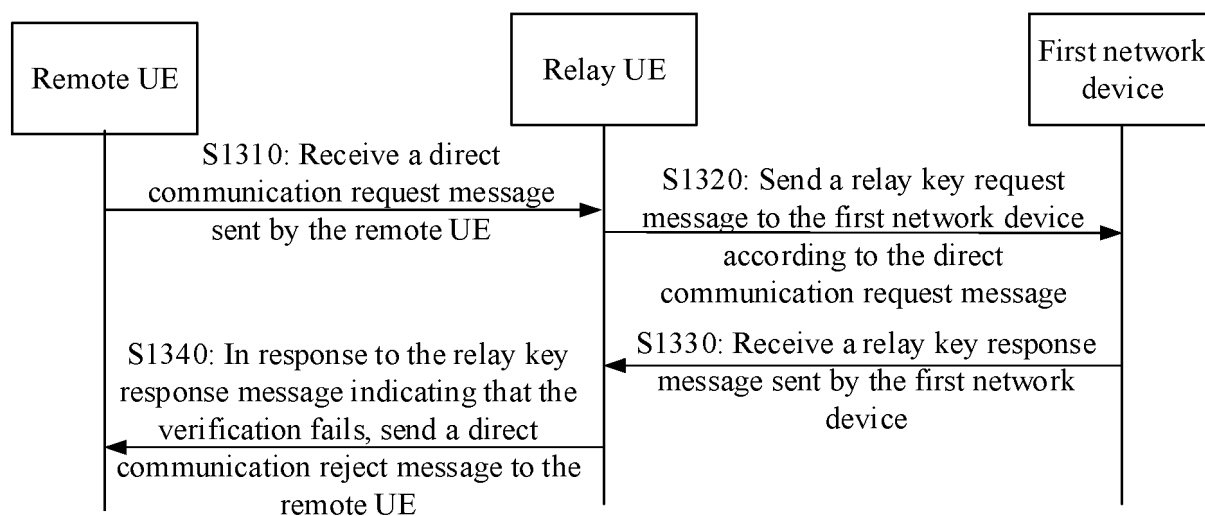 Remote UE
Relay UE
First network
device
S1310: Receive a direct
communication request message
sent by the remote UE
S1320: Send a relay key request
message to the first network device
according to the direct
communication request message
S1330: Receive a relay key response
message sent by the first network
device
S1340: In response to the relay key
response message indicating that the
verification fails, send a direct
communication reject message to the
remote UE